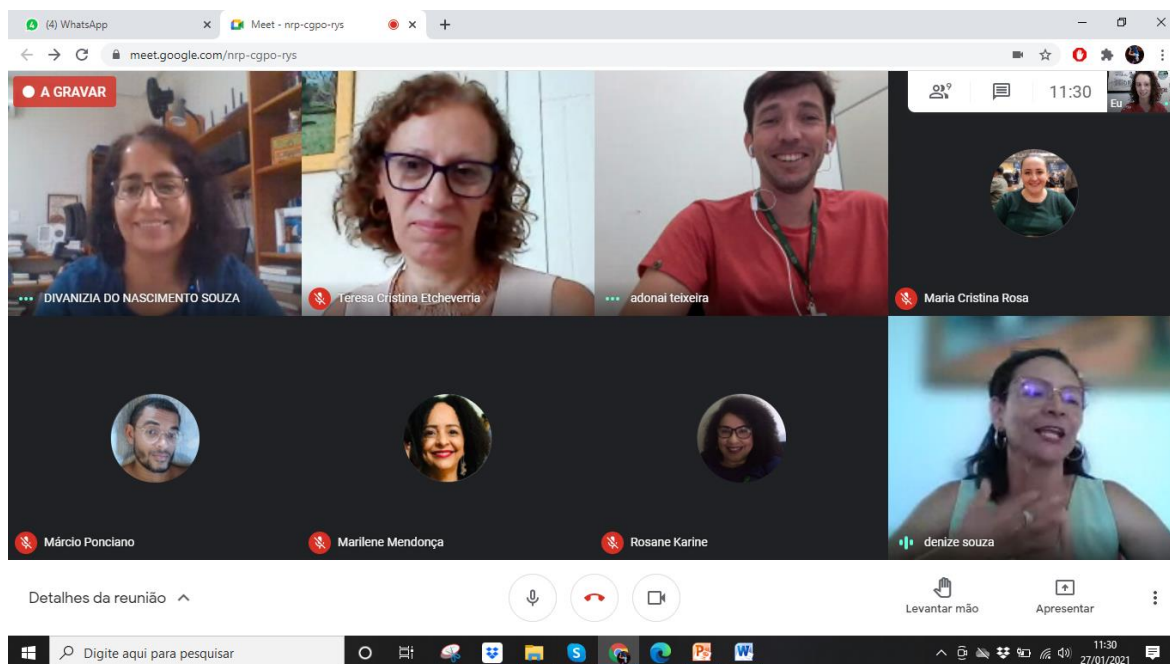 (4) WhatsApp
Meet - nrp-cgpo-rys
meet.google.com/nrp-cgpo-rys
A GRAVAR
9
11:30
Eu
DIVANIZIA DO NASCIMENTO SOUZA
Teresa Cristina Etcheverria
adonai teixeira
Maria Cristina Rosa
Márcio Ponciano
Marilene Mendonça
Rosane Karine
denize souza
Detalhes da reunião
Levantar mão
Apresentar
Digite aqui para pesquisar
11:30
27/01/2021